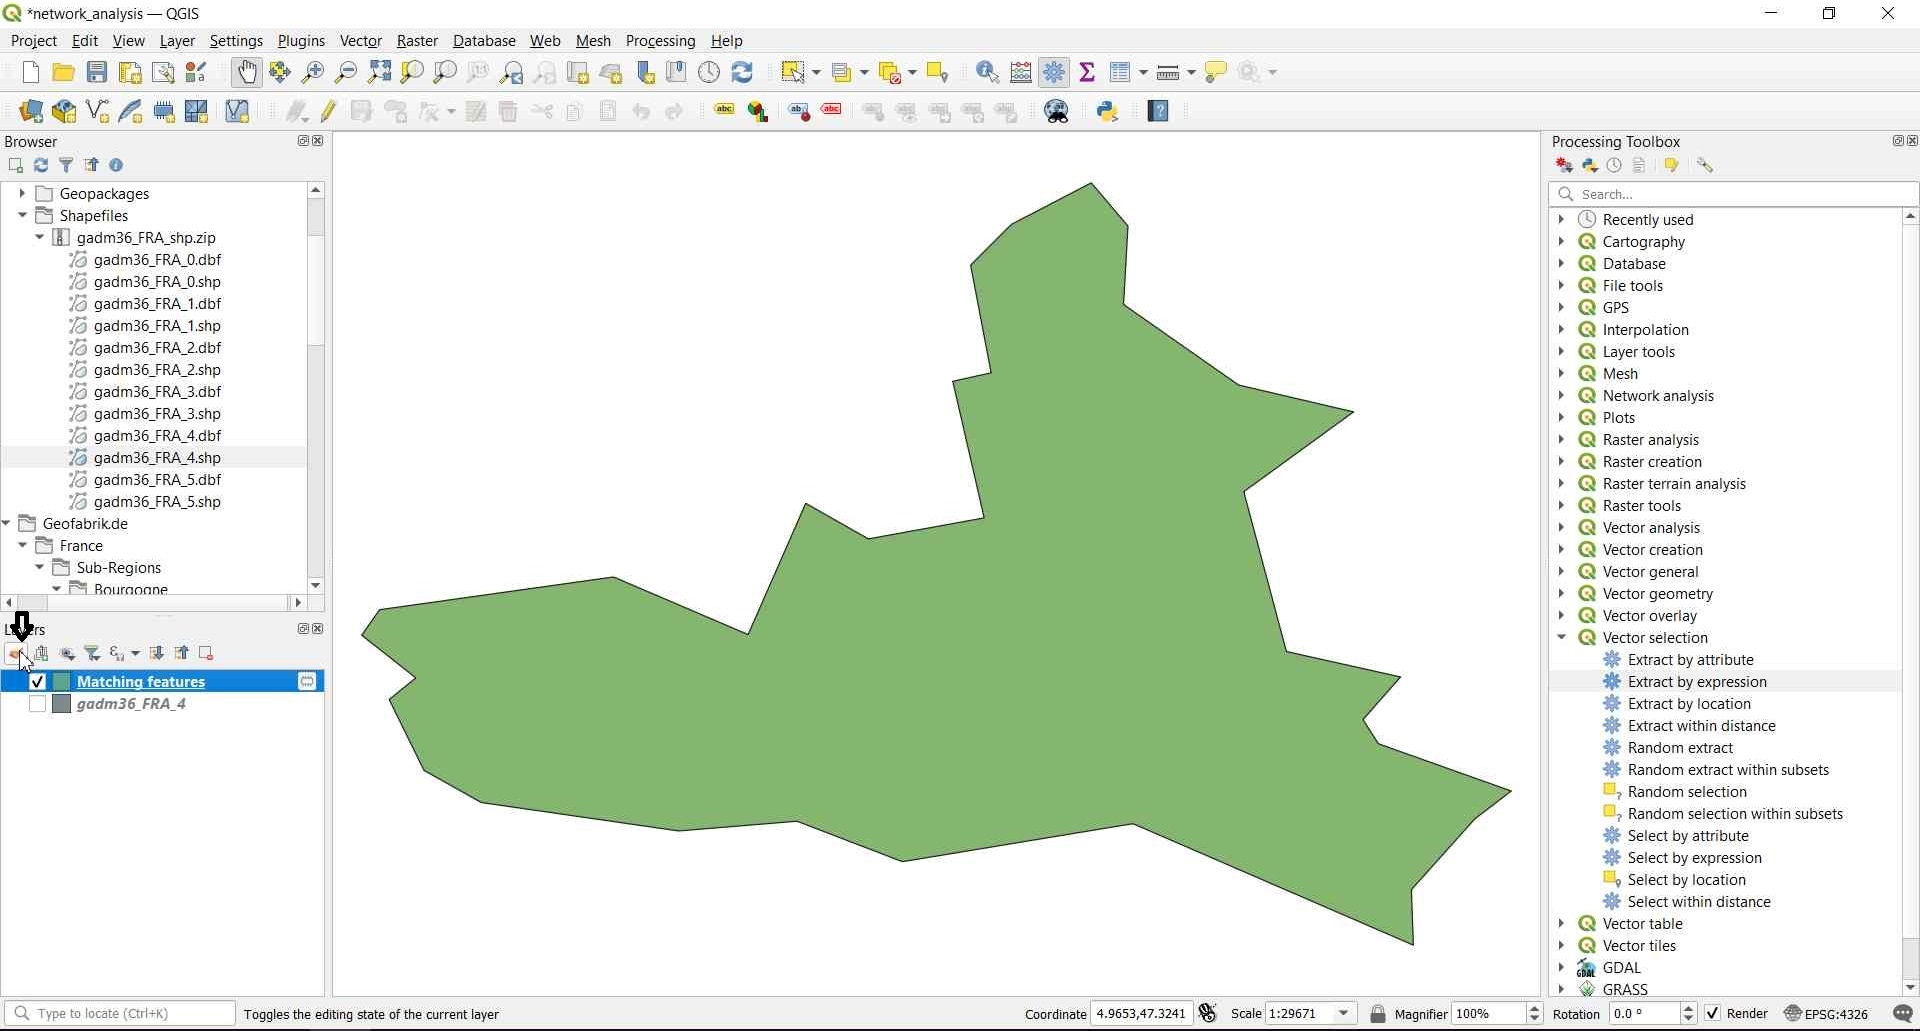 *network_analysis — QGIS
Project Edit View Layer Settings Plugins Vector Raster Database Web Mesh Processing Help
1:1
abc abc ab abc
Browser
Geopackages
Shapefiles
gadm36_FRA_shp.zip
gadm36_FRA_0.dbf
gadm36_FRA_0.shp
gadm36_FRA_1.dbf
gadm36_FRA_1.shp
gadm36_FRA_2.dbf
gadm36_FRA_2.shp
gadm36_FRA_3.dbf
gadm36_FRA_3.shp
gadm36_FRA_4.dbf
gadm36_FRA_4.shp
gadm36_FRA_5.dbf
gadm36_FRA_5.shp
Geofabrik.de
France
Sub-Regions
Bourgogne
Layers
Matching features
gadm36_FRA_4
Processing Toolbox
Search...
Recently used
Cartography
Database
File tools
GPS
Interpolation
Layer tools
Mesh
Network analysis
Plots
Raster analysis
Raster creation
Raster terrain analysis
Raster tools
Vector analysis
Vector creation
Vector general
Vector geometry
Vector overlay
Vector selection
Extract by attribute
Extract by expression
Extract by location
Extract within distance
Random extract
Random extract within subsets
Random selection
Random selection within subsets
Select by attribute
Select by expression
Select by location
Select within distance
Vector table
Vector tiles
GDAL
GRASS
Type to locate (Ctrl+K) Toggles the editing state of the current layer Coordinate 4.9653,47.3241 Scale 1:29671 Magnifier 100% Rotation 0.0 ° Render EPSG:4326